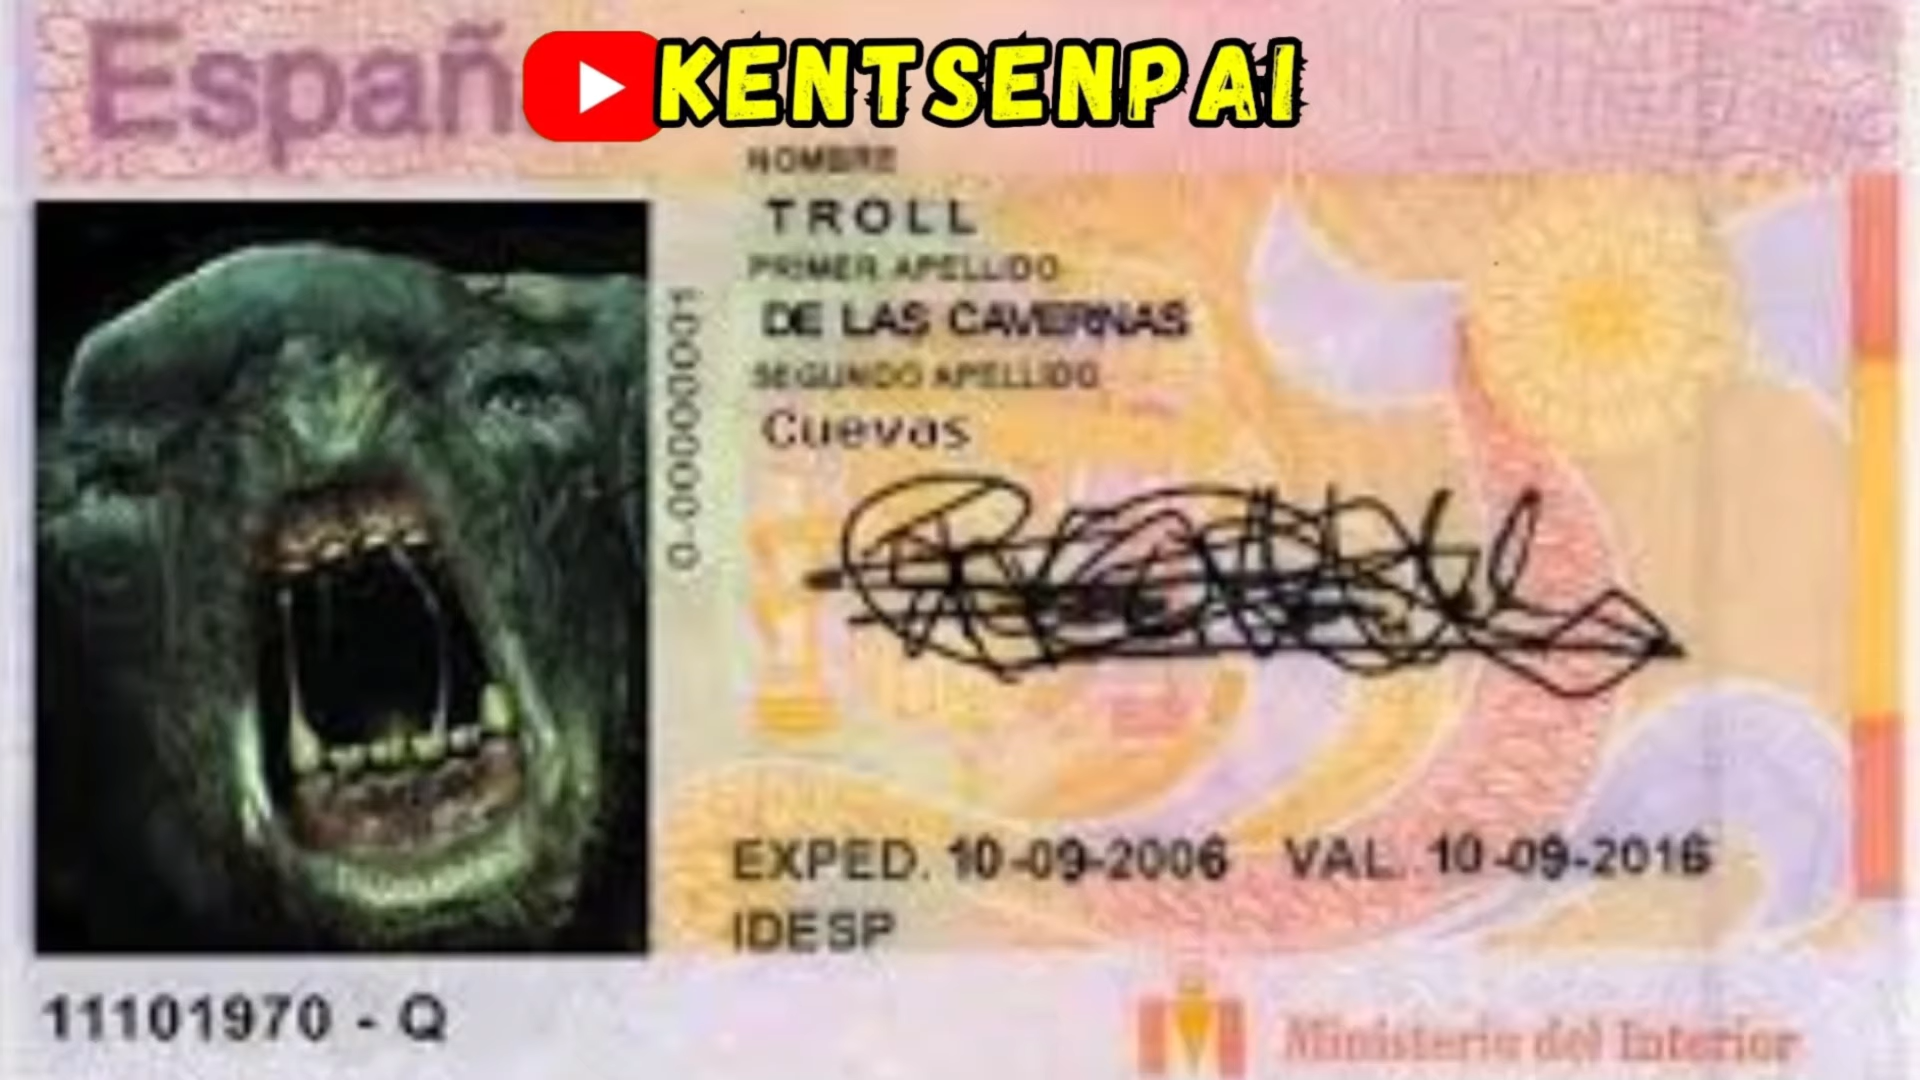 Españ
KENTSENPAI
NOMBRE
TROLL
PRIMER APELLIDO
DE LAS CAVERNAS
SEGUNDO APELLIDO
Cuevas
0-00000001
EXPED. 10-09-2006 VAL. 10-09-2016
IDESP
11101970 - Q
Ministerio del Interior